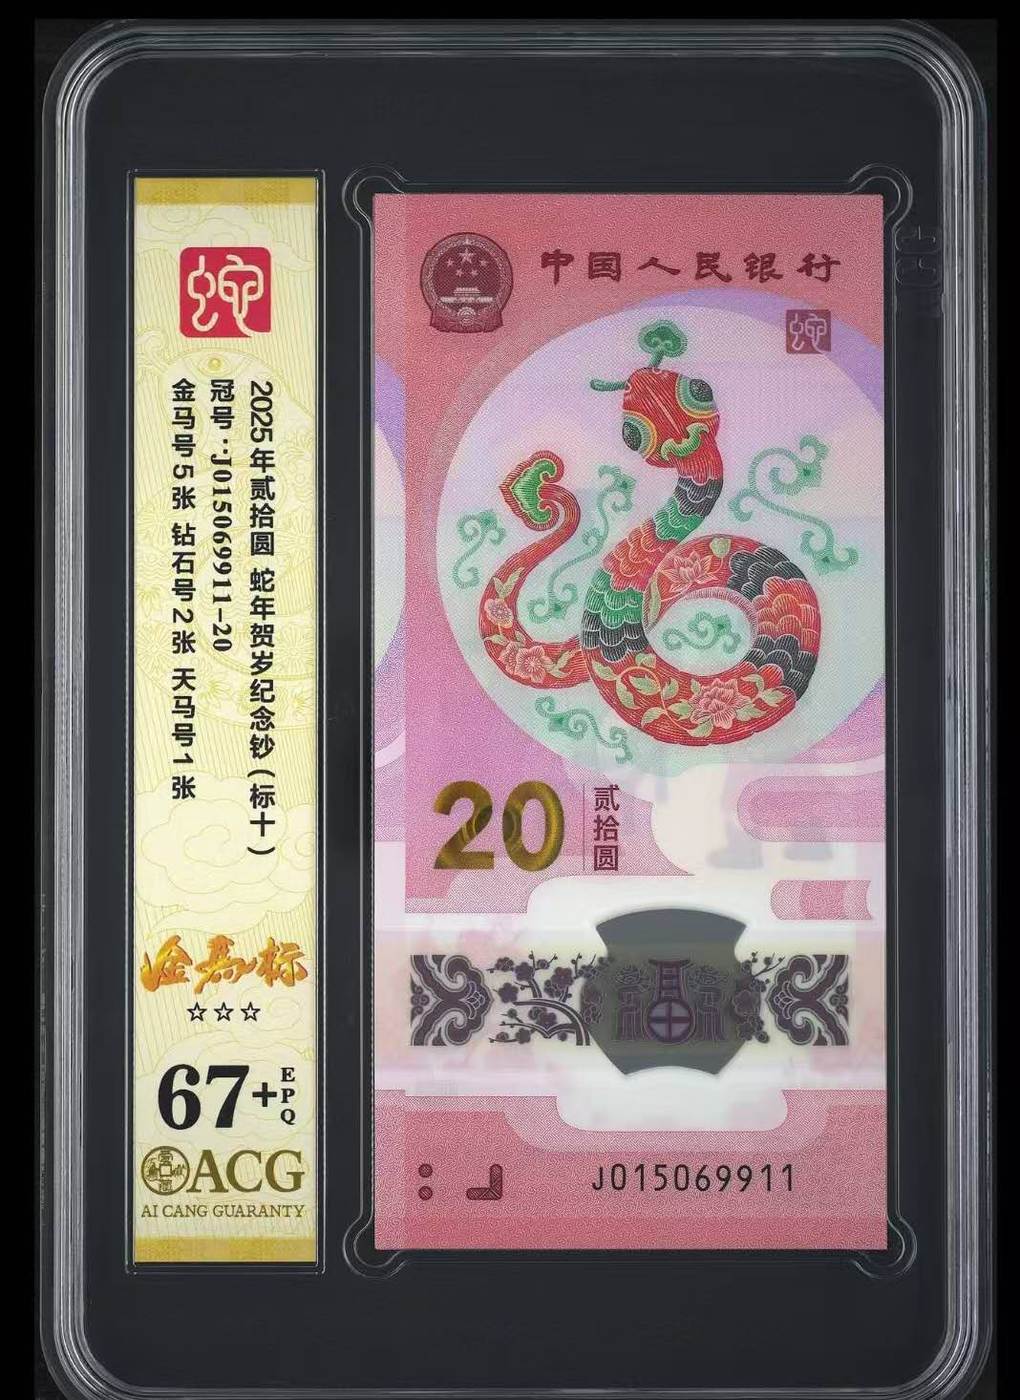 蛇
2025年贰拾圆 蛇年贺岁纪念钞(标十)
冠号:J015069911-20
金马号5张 钻石号2张 天马号1张
金马标
☆☆☆
67+
EPQ
ACG
AI CANG GUARANTY
中国人民银行
蛇
20
贰拾圆
福
J015069911